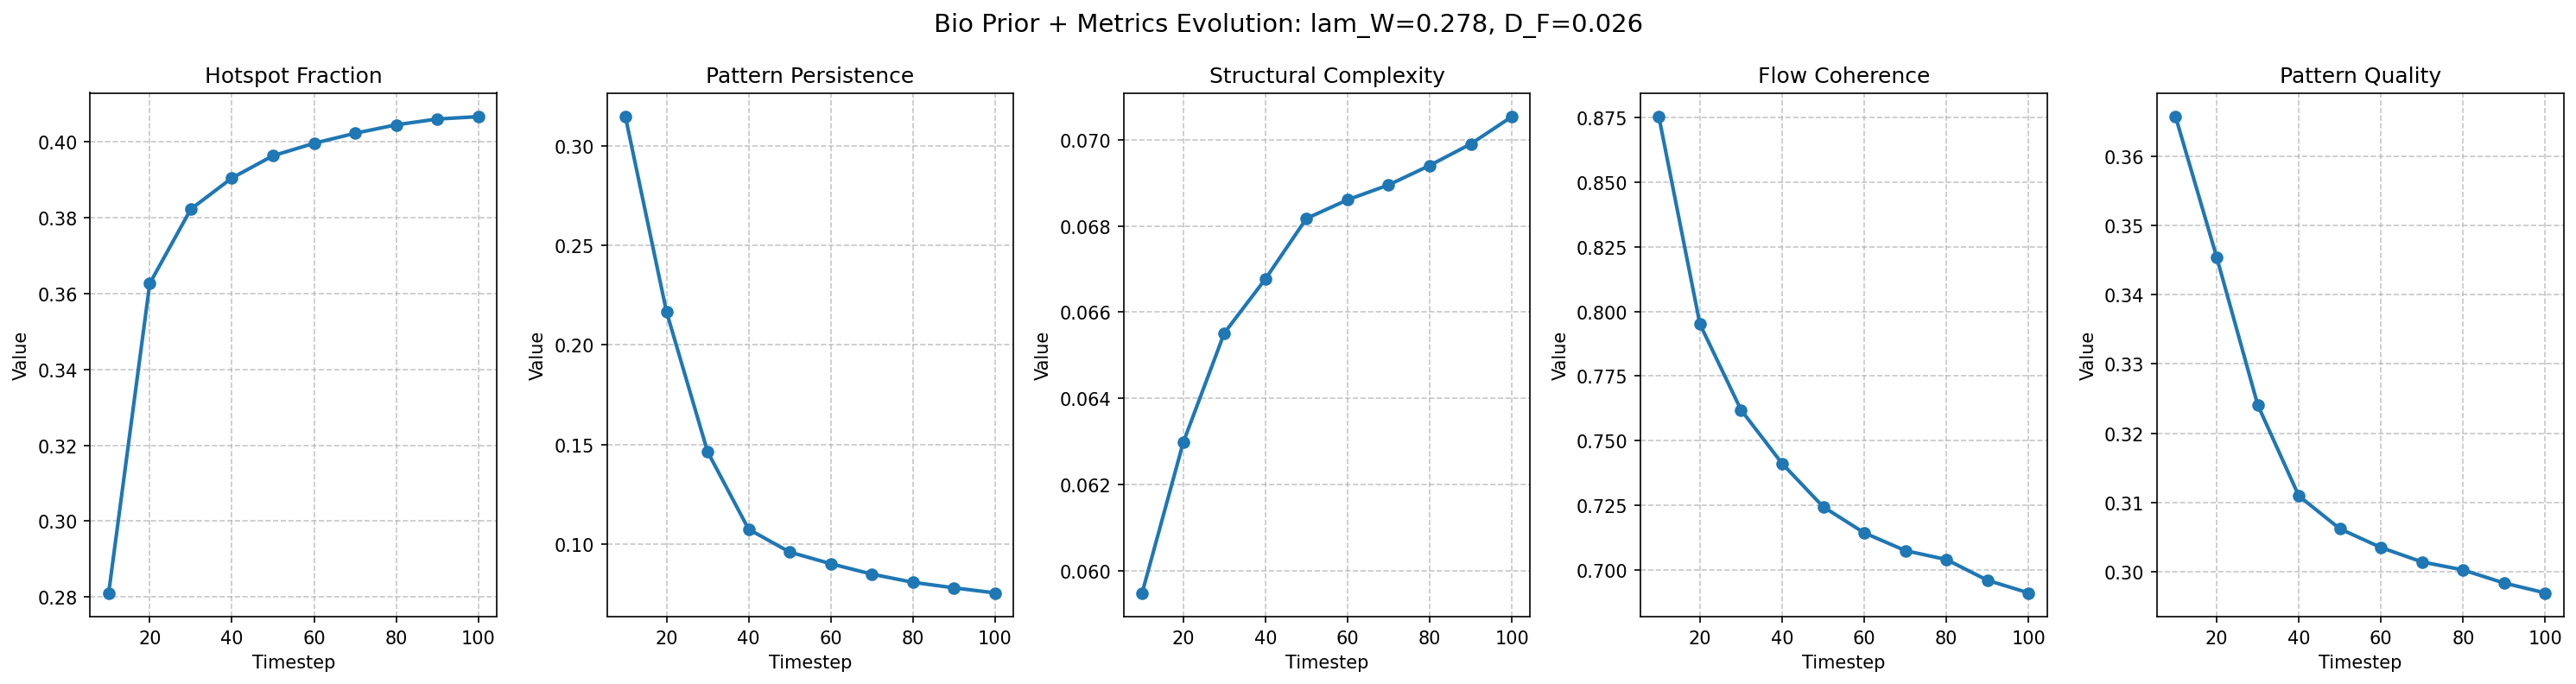 Bio Prior + Metrics Evolution: lam_W=0.278, D_F=0.026
Hotspot Fraction
Value
0.40
0.38
0.36
0.34
0.32
0.30
0.28
20 40 60 80 100
Timestep
Pattern Persistence
Value
0.30
0.25
0.20
0.15
0.10
20 40 60 80 100
Timestep
Structural Complexity
Value
0.070
0.068
0.066
0.064
0.062
0.060
20 40 60 80 100
Timestep
Flow Coherence
Value
0.875
0.850
0.825
0.800
0.775
0.750
0.725
0.700
20 40 60 80 100
Timestep
Pattern Quality
Value
0.36
0.35
0.34
0.33
0.32
0.31
0.30
20 40 60 80 100
Timestep